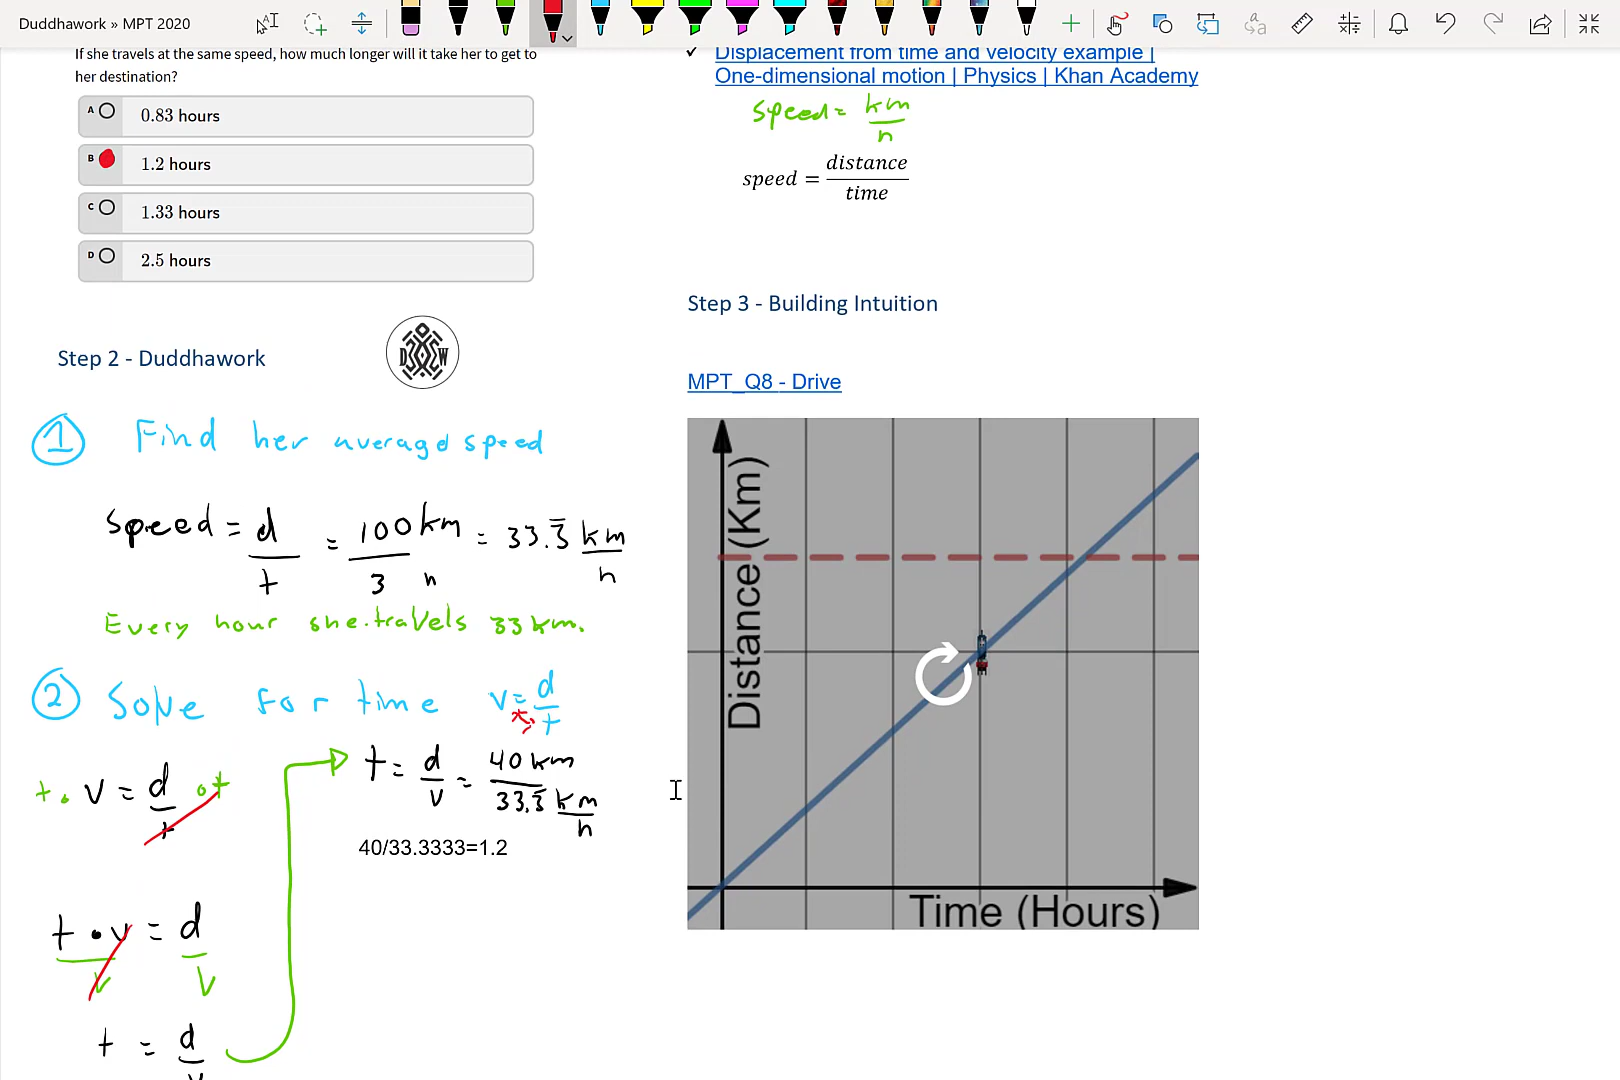 Duddhawork » MPT 2020
If she travels at the same speed, how much longer will it take her to get to
her destination?
A 0.83 hours
B 1.2 hours
C 1.33 hours
D 2.5 hours
Step 2 - Duddhawork
D W
1 Find her average speed
Speed = d/t = 100 km/3 h = 33.3̅ km/h
Every hour she travels 33 km.
2 Solve for time v = d/t
t • v = d/t • t
t • v/v = d/v
t = d/v
t = d/v = 40 km/33.3̅ km/h
40/33.3333=1.2
Displacement from time and velocity example |
One-dimensional motion | Physics | Khan Academy
Speed = km/h
speed = distance/time
Step 3 - Building Intuition
MPT_Q8 - Drive
Distance (Km)
Time (Hours)